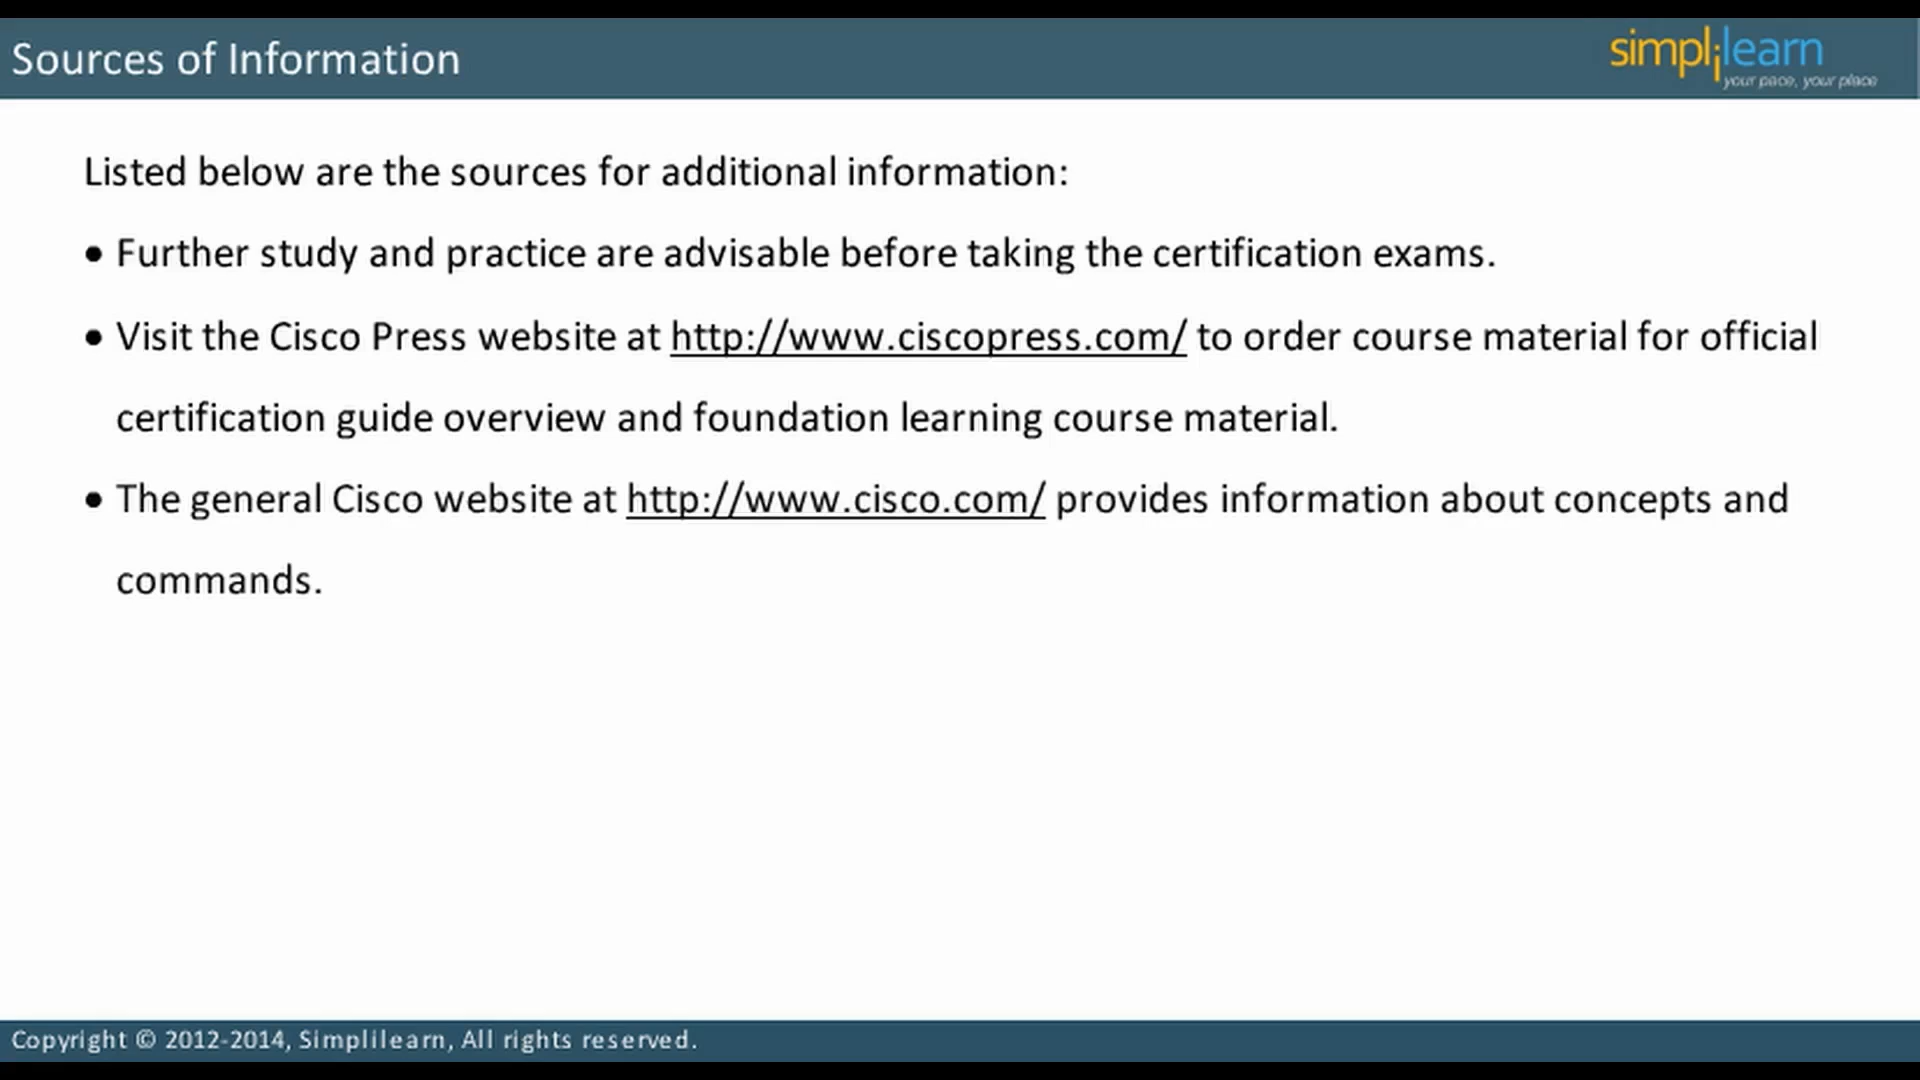 Sources of Information
simplilearn
your pace, your place
Listed below are the sources for additional information:
• Further study and practice are advisable before taking the certification exams.
• Visit the Cisco Press website at http://www.ciscopress.com/ to order course material for official
certification guide overview and foundation learning course material.
• The general Cisco website at http://www.cisco.com/ provides information about concepts and
commands.
Copyright © 2012-2014, Simplilearn, All rights reserved.